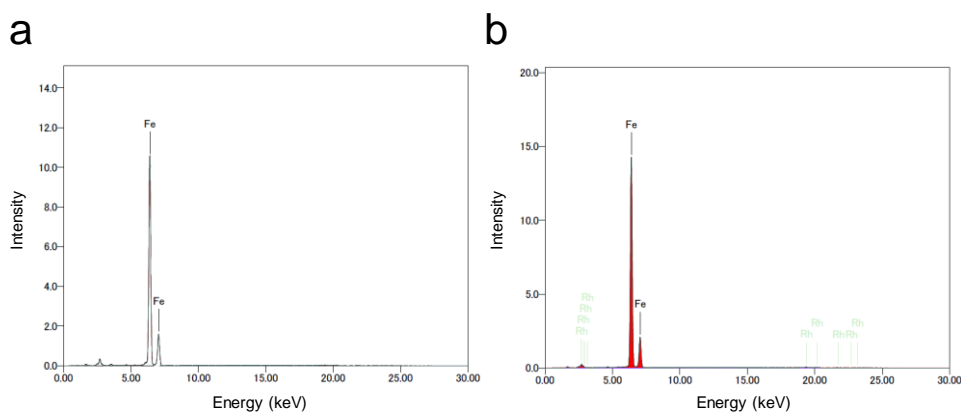 a
14.0
12.0
10.0
8.0
6.0
4.0
2.0
0.0
Intensity
Fe
Fe
0.00 5.00 10.00 15.00 20.00 25.00 30.00
Energy (keV)
b
20.0
15.0
10.0
5.0
0.0
Intensity
Fe
Fe
Rh
Rh
Rh
Rh
Rh
Rh
Rh
Rh
Rh
0.00 5.00 10.00 15.00 20.00 25.00 30.00
Energy (keV)